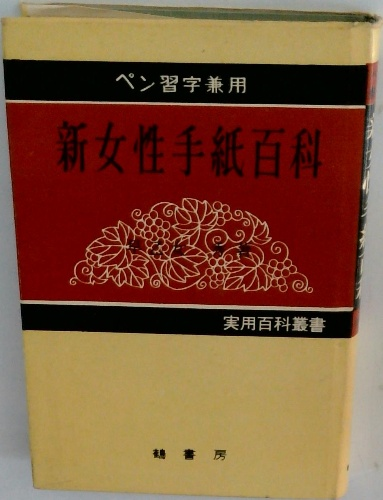 ペン習字兼用
新女性手紙百科
実用百科叢書
鶴書房